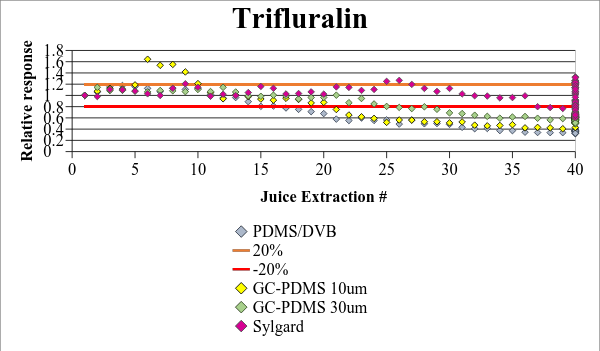 Trifluralin
Relative response
1.8
1.6
1.4
1.2
1
0.8
0.6
0.4
0.2
0
0 5 10 15 20 25 30 35 40
Juice Extraction #
PDMS/DVB
20%
-20%
GC-PDMS 10um
GC-PDMS 30um
Sylgard